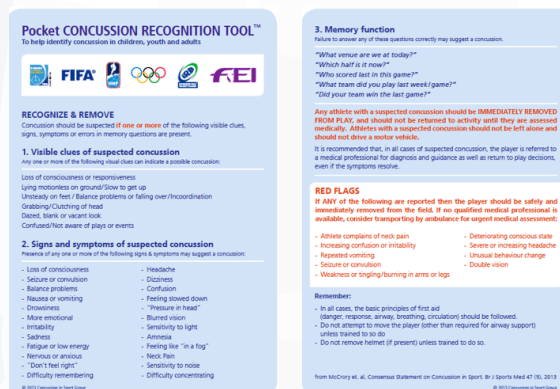 Pocket CONCUSSION RECOGNITION TOOL™
To help identify concussion in children, youth and adults
FIFA®
FEI
RECOGNIZE & REMOVE
Concussion should be suspected if one or more of the following visible clues,
signs, symptoms or errors in memory questions are present.
1. Visible clues of suspected concussion
Any one or more of the following visual clues can indicate a possible concussion:
Loss of consciousness or responsiveness
Lying motionless on ground/Slow to get up
Unsteady on feet / Balance problems or falling over/Incoordination
Grabbing/Clutching of head
Dazed, blank or vacant look
Confused/Not aware of plays or events
2. Signs and symptoms of suspected concussion
Presence of any one or more of the following signs & symptoms may suggest a concussion:
- Loss of consciousness
- Seizure or convulsion
- Balance problems
- Nausea or vomiting
- Drowsiness
- More emotional
- Irritability
- Sadness
- Fatigue or low energy
- Nervous or anxious
- "Don't feel right"
- Difficulty remembering
- Headache
- Dizziness
- Confusion
- Feeling slowed down
- "Pressure in head"
- Blurred vision
- Sensitivity to light
- Amnesia
- Feeling like "in a fog"
- Neck Pain
- Sensitivity to noise
- Difficulty concentrating
© 2013 Concussion in Sport Group
3. Memory function
Failure to answer any of these questions correctly may suggest a concussion.
"What venue are we at today?"
"Which half is it now?"
"Who scored last in this game?"
"What team did you play last week/game?"
"Did your team win the last game?"
Any athlete with a suspected concussion should be IMMEDIATELY REMOVED
FROM PLAY, and should not be returned to activity until they are assessed
medically. Athletes with a suspected concussion should not be left alone and
should not drive a motor vehicle.
It is recommended that, in all cases of suspected concussion, the player is referred to
a medical professional for diagnosis and guidance as well as return to play decisions,
even if the symptoms resolve.
RED FLAGS
If ANY of the following are reported then the player should be safely and
immediately removed from the field. If no qualified medical professional is
available, consider transporting by ambulance for urgent medical assessment:
- Athlete complains of neck pain
- Increasing confusion or irritability
- Repeated vomiting
- Seizure or convulsion
- Weakness or tingling/burning in arms or legs
- Deteriorating conscious state
- Severe or increasing headache
- Unusual behaviour change
- Double vision
Remember:
- In all cases, the basic principles of first aid
(danger, response, airway, breathing, circulation) should be followed.
- Do not attempt to move the player (other than required for airway support)
unless trained to so do
- Do not remove helmet (if present) unless trained to do so.
from McCrory et. al, Consensus Statement on Concussion in Sport. Br J Sports Med 47 (5), 2013
© 2013 Concussion in Sport Group